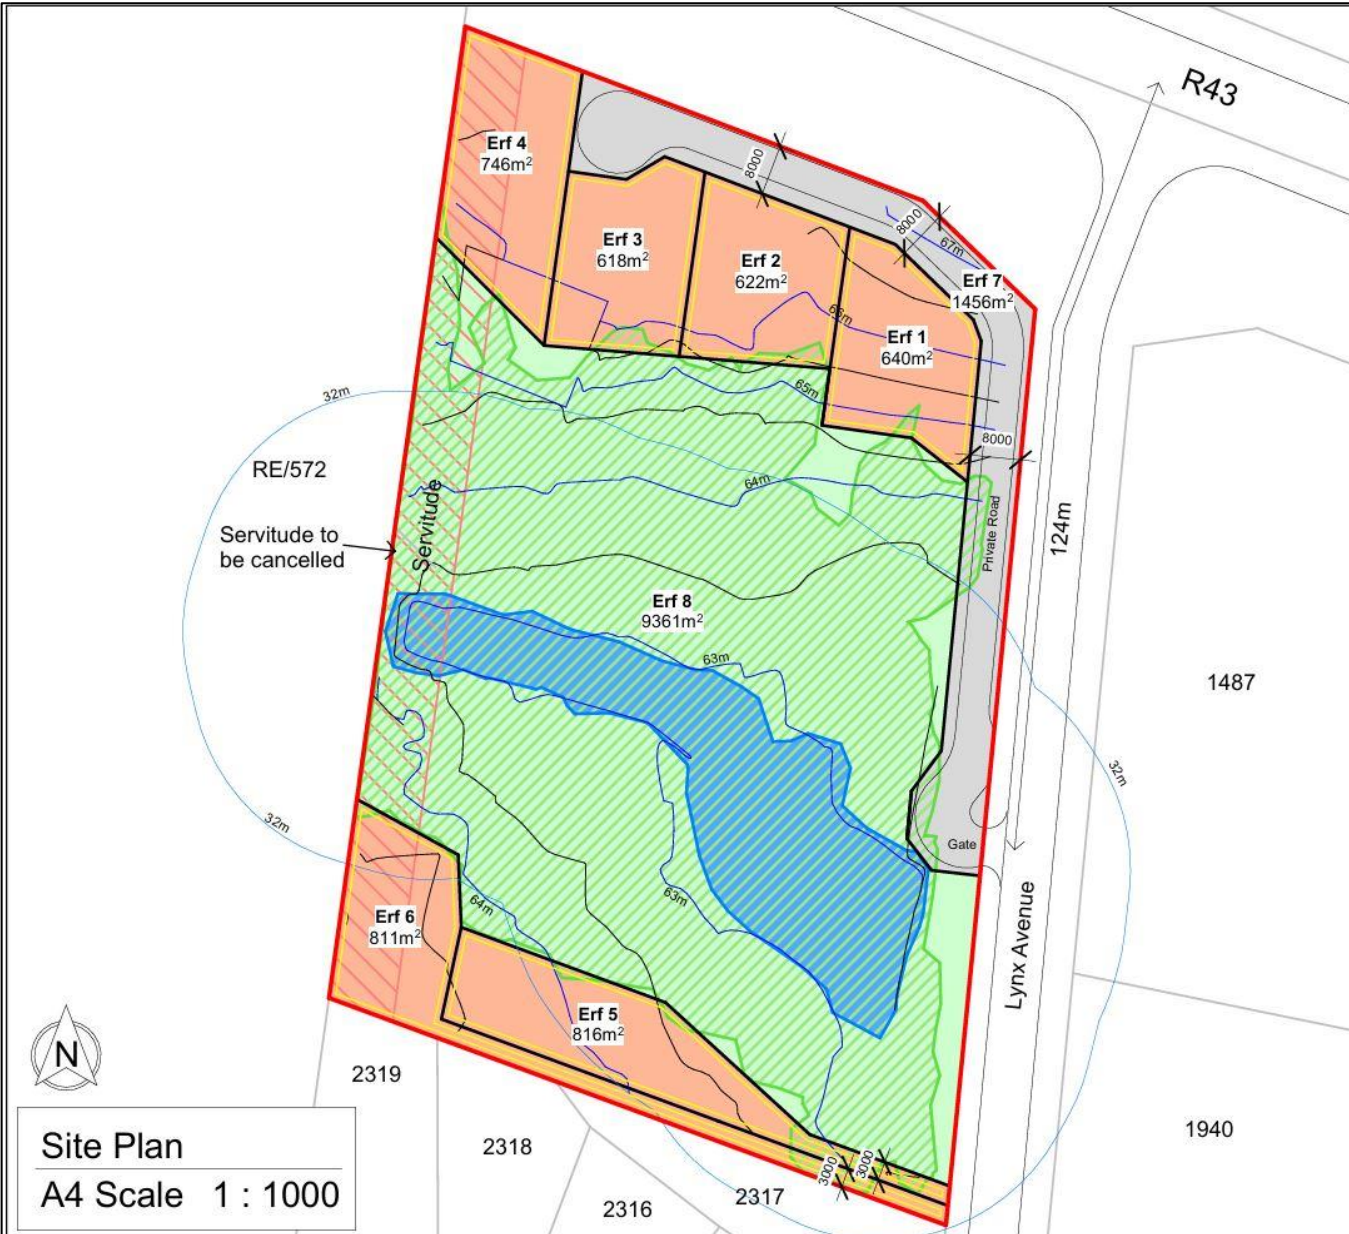 R43
Erf 4
746m²
8000
8000
67m
Erf 3
618m²
Erf 2
622m²
Erf 7
1456m²
66m
Erf 1
640m²
65m
32m
8000
RE/572
64m
Servitude
Private Road
124m
Servitude to
be cancelled
Erf 8
9361m²
63m
1487
32m
32m
Gate
63m
64m
Erf 6
811m²
Lynx Avenue
Erf 5
816m²
N
2319
2318
1940
3000
3000
2317
2316
Site Plan
A4 Scale 1 : 1000